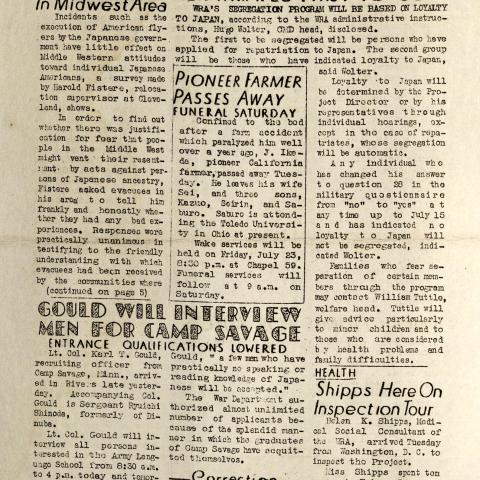 In Midwest Area
Incidents such as the
execution of American fly-
ers by the Japanese govern-
ment have little effect on
Middle Western attitudes
toward individual Japanese
Americans, a survey made
by Harold Fistere, reloca-
tion supervisor at Cleve-
land, shows.
In order to find out
whether there was justifi-
cation for fear that peo-
ple in the Middle West
might vent their resent-
ment by acts against per-
sons of Japanese ancestry,
Fistere asked evacuees in
his area to tell him
frankly and honestly whe-
ther they had any bad ex-
periences. Responses were
practically unanimous in
testifying to the friendly
understanding with which
evacuees had been received
by the communities where
(continued on page 5)
WRA'S SEGREGATION PROGRAM WILL BE BASED ON LOYALTY
TO JAPAN, according to the WRA administrative instruc-
tions, Hugo Wolter, CMD head, disclosed.
The first to be segregated will be persons who have
applied for repatriation to Japan. The second group
will be those who have
indicated loyalty to Japan,
said Wolter.
Loyalty to Japan will
be determined by the Pro-
ject Director or by his
representatives through
individual hearings, ex-
cept in the case of repa-
triates, whose segregation
will be automatic.
Any individual who
has changed his answer
to question 28 in the
military questionnaire
from "no" to "yes" at
any time up to July 15
and has indicated no
loyalty to Japan will
not be segregated, indi-
cated Wolter.
Families who fear se-
paration of certain mem-
bers through the program
may contact William Tuttle,
welfare head. Tuttle will
give advice particularly
to minor children and to
those who are considered
by health problems and
family difficulties.
PIONEER FARMER
PASSES AWAY
FUNERAL SATURDAY
Confined to the bed
after a farm accident
which paralyzed him well
over a year ago, J. Ike-
da, pioneer California
farmer, passed away Tues-
day. He leaves his wife
Sei, and three sons,
Kazuo, Seirin, and Sa-
buro. Saburo is attend-
ing the Toledo University
in Ohio at present.
Wake services will be
held on Friday, July 23,
8:30 p.m. at Chapel 59.
Funeral services will
follow at 9 a.m. on
Saturday.
GOULD WILL INTERVIEW
MEN FOR CAMP SAVAGE
ENTRANCE QUALIFICATIONS LOWERED
Lt. Col. Karl T. Gould,
recruiting officer from
Camp Savage, Minn., arriv-
ed in Rivers late yester-
day. Accompanying Col.
Gould is Sergeant Ryuichi
Shinoda, formerly of Di-
nuba.
Lt. Col. Gould will in-
terview all persons in-
terested in the Army Lang-
uage School from 8:30 a.m.
to 4 p.m. today and tomor-
Gould, "a few men who have
practically no speaking or
reading knowledge of Japa-
nese will be accepted."
The War Department au-
thorized almost unlimited
number of applicants be-
cause of the splendid man-
ner in which the graduates
of Camp Savage have acquit-
ted themselves.
Correction
HEALTH
Shipps Here On
Inspection Tour
Helen K. Shipps, Medi-
cal Social Consultant of
the WRA, arrived Tuesday
from Washington, D. C. to
inspect the Project.
Miss Shipps spent ten